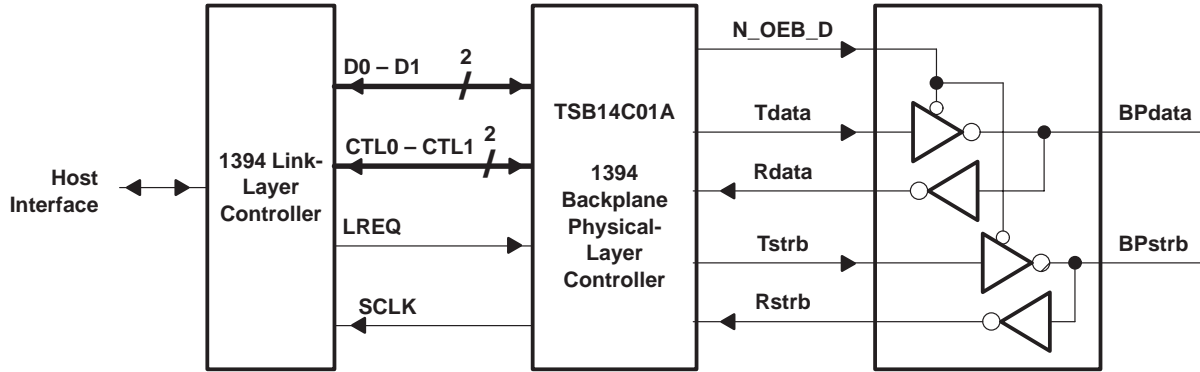 Host
Interface
1394 Link-
Layer
Controller
D0 – D1
2
CTL0 – CTL1
2
LREQ
SCLK
TSB14C01A
1394
Backplane
Physical-
Layer
Controller
N_OEB_D
Tdata
Rdata
Tstrb
Rstrb
BPdata
BPstrb